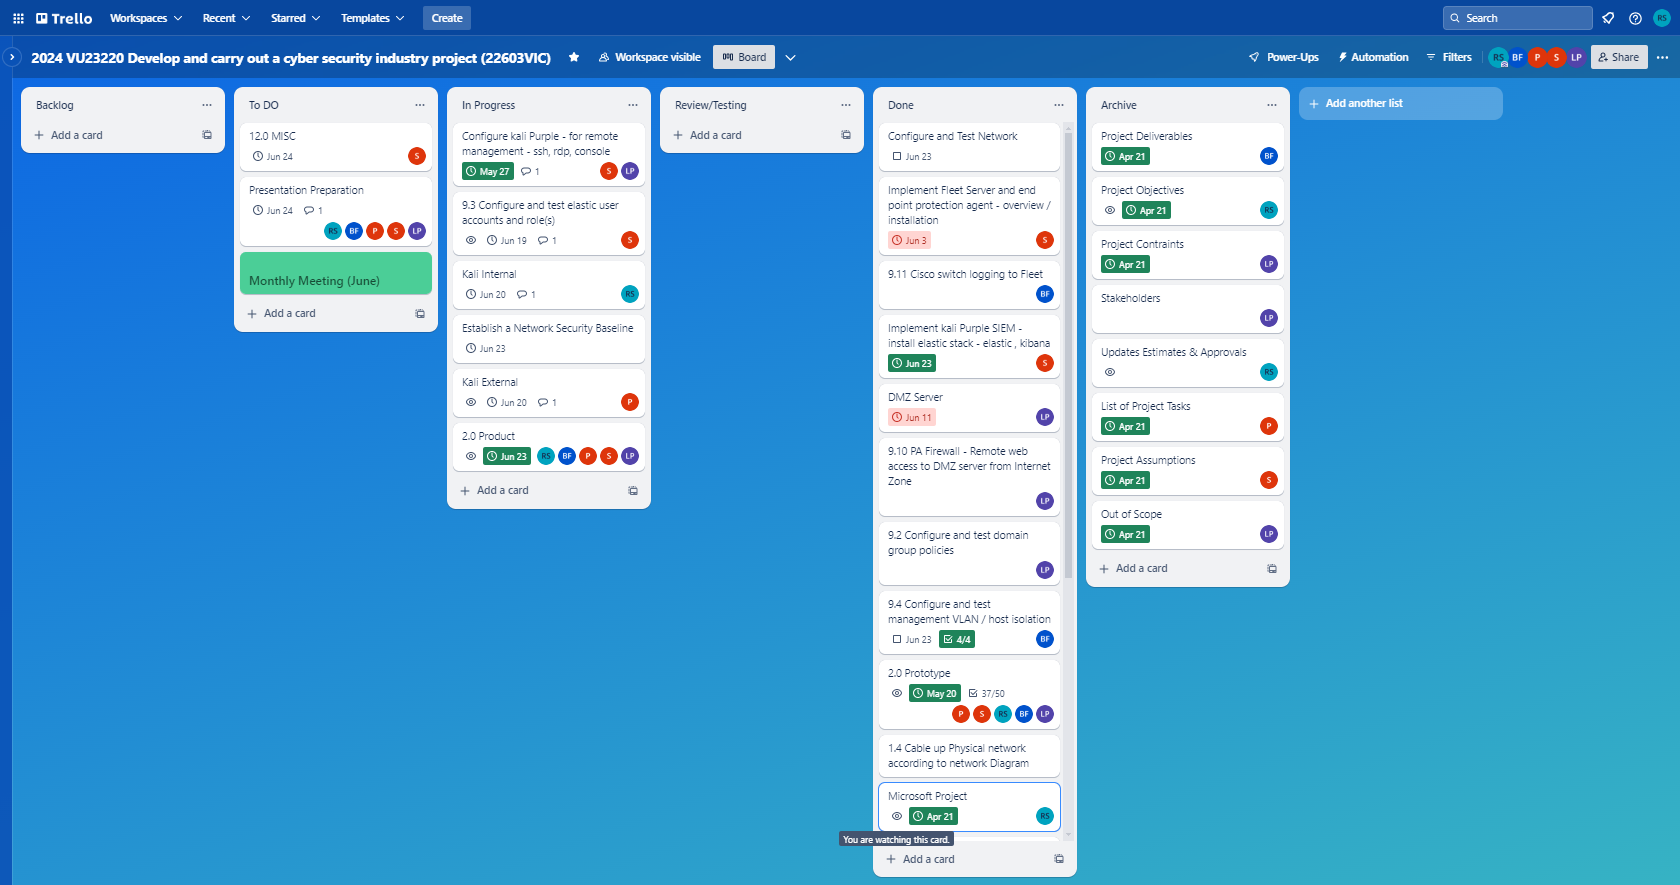 Trello
Workspaces
Recent
Starred
Templates
Create
Search
RS
2024 VU23220 Develop and carry out a cyber security industry project (22603VIC)
Workspace visible
Board
Power-Ups
Automation
Filters
RS
BF
P
S
LP
Share
Backlog
Add a card
To DO
12.0 MISC
Jun 24
S
Presentation Preparation
Jun 24
1
RS
BF
P
S
LP
Monthly Meeting (June)
Add a card
In Progress
Configure kali Purple - for remote
management - ssh, rdp, console
May 27
1
S
LP
9.3 Configure and test elastic user
accounts and role(s)
Jun 19
1
S
Kali Internal
Jun 20
1
RS
Establish a Network Security Baseline
Jun 23
Kali External
Jun 20
1
P
2.0 Product
Jun 23
RS
BF
P
S
LP
Add a card
Review/Testing
Add a card
Done
Configure and Test Network
Jun 23
Implement Fleet Server and end
point protection agent - overview /
installation
Jun 3
S
9.11 Cisco switch logging to Fleet
BF
Implement kali Purple SIEM -
install elastic stack - elastic , kibana
Jun 23
S
DMZ Server
Jun 11
LP
9.10 PA Firewall - Remote web
access to DMZ server from Internet
Zone
LP
9.2 Configure and test domain
group policies
LP
9.4 Configure and test
management VLAN / host isolation
Jun 23
4/4
BF
2.0 Prototype
May 20
37/50
P
S
RS
BF
LP
1.4 Cable up Physical network
according to network Diagram
Microsoft Project
Apr 21
RS
You are watching this card.
Add a card
Archive
Project Deliverables
Apr 21
BF
Project Objectives
Apr 21
RS
Project Contraints
Apr 21
LP
Stakeholders
LP
Updates Estimates & Approvals
RS
List of Project Tasks
Apr 21
P
Project Assumptions
Apr 21
S
Out of Scope
Apr 21
LP
Add a card
Add another list